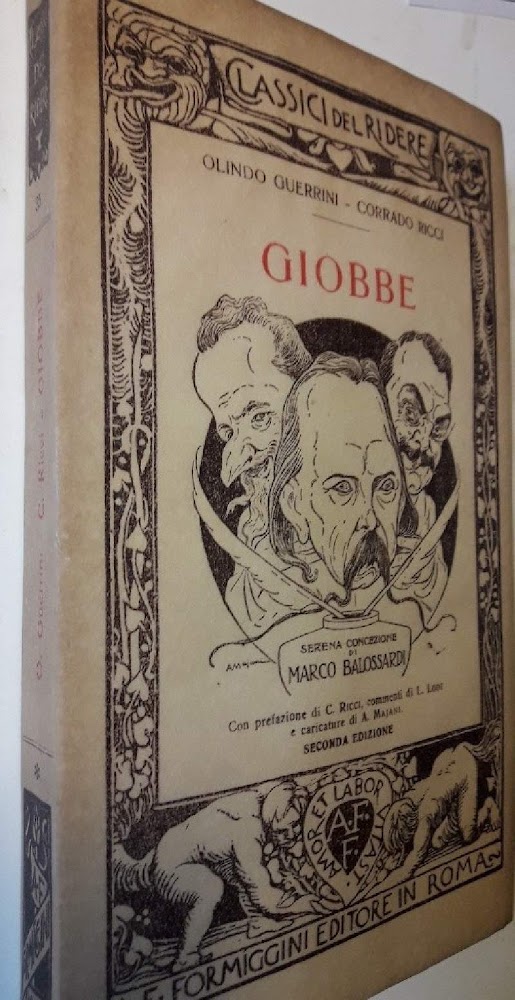 CLASSICI DEL RIDERE
OLINDO GUERRINI - CORRADO RICCI
GIOBBE
SERENA CONCEZIONE
DI
MARCO BALOSSARDI
Con prefazione di C. Ricci, commenti di L.
e caricature di A. Majani.
SECONDA EDIZIONE
AMOR ET LABOR
A.F.
F.
FORMIGGINI EDITORE IN ROMA
O. Guerrini C. Ricci - GIOBBE